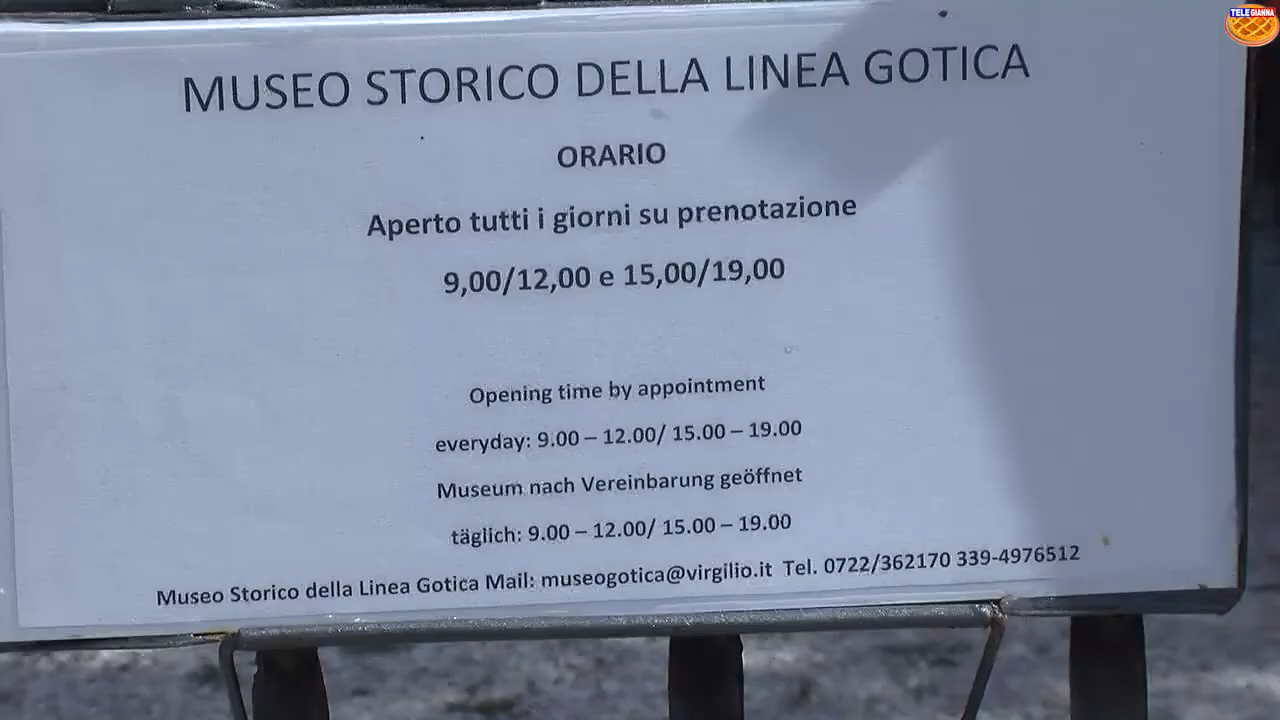 TELE GIANNA
MUSEO STORICO DELLA LINEA GOTICA
ORARIO
Aperto tutti i giorni su prenotazione
9,00/12,00 e 15,00/19,00
Opening time by appointment
everyday: 9.00 – 12.00/ 15.00 – 19.00
Museum nach Vereinbarung geöffnet
täglich: 9.00 – 12.00/ 15.00 – 19.00
Museo Storico della Linea Gotica Mail: museogotica@virgilio.it Tel. 0722/362170 339-4976512